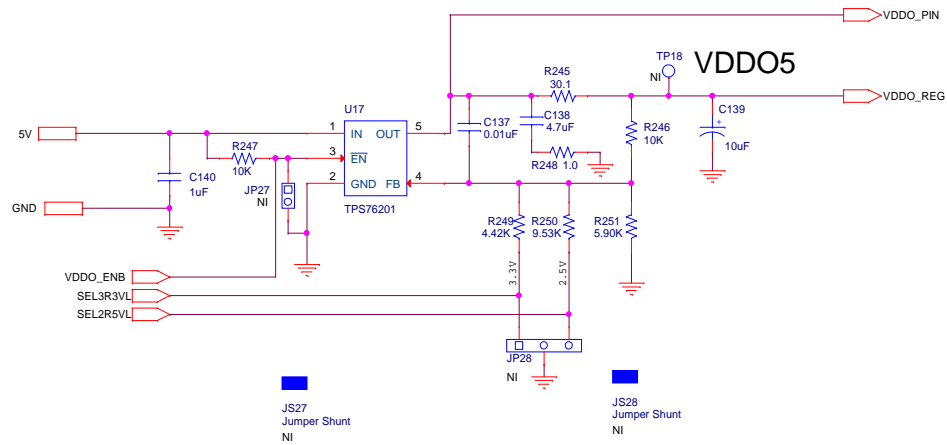 VDDO_PIN
TP18
NI
VDDO5
R245
30.1
VDDO_REG
U17
C139
+
10uF
5V
1
IN
OUT
5
C137
0.01uF
C138
4.7uF
R246
10K
R247
10K
3
EN
R248 1.0
C140
1uF
2
GND
FB
4
JP27
NI
TPS76201
GND
R249
4.42K
R250
9.53K
R251
5.90K
VDDO_ENB
3.3V
2.5V
SEL3R3VL
SEL2R5VL
JP28
NI
JS27
Jumper Shunt
NI
JS28
Jumper Shunt
NI